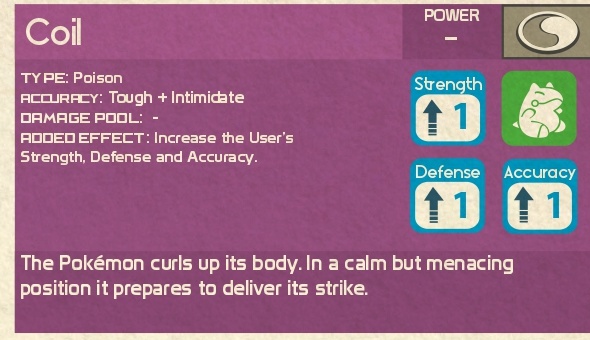 Coil
POWER
–
TYPE: Poison
ACCURACY: Tough + Intimidate
DAMAGE POOL: -
ADDED EFFECT: Increase the User's
Strength, Defense and Accuracy.
Strength
1
Defense
1
Accuracy
1
The Pokémon curls up its body. In a calm but menacing
position it prepares to deliver its strike.